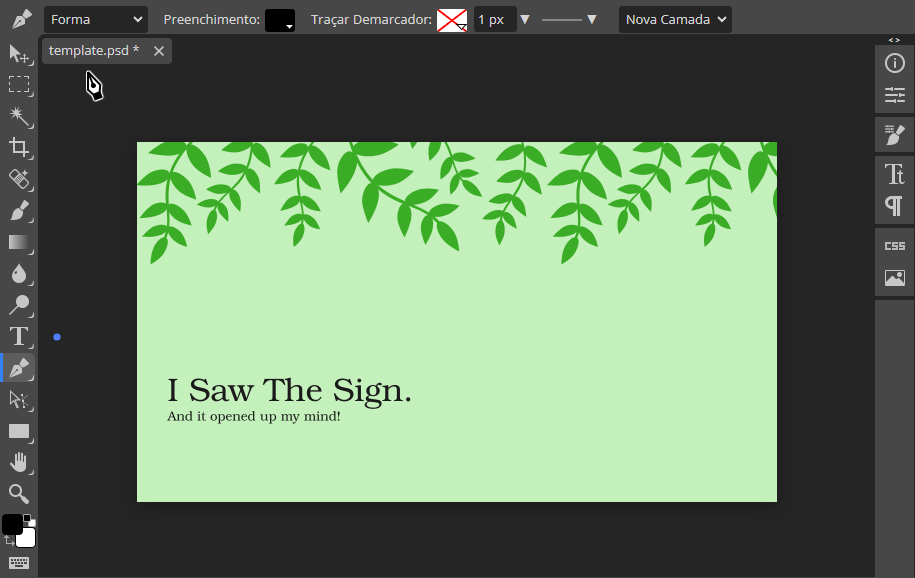 Forma Preenchimento: Traçar Demarcador: 1 px Nova Camada
template.psd *
I Saw The Sign.
And it opened up my mind!
CSS